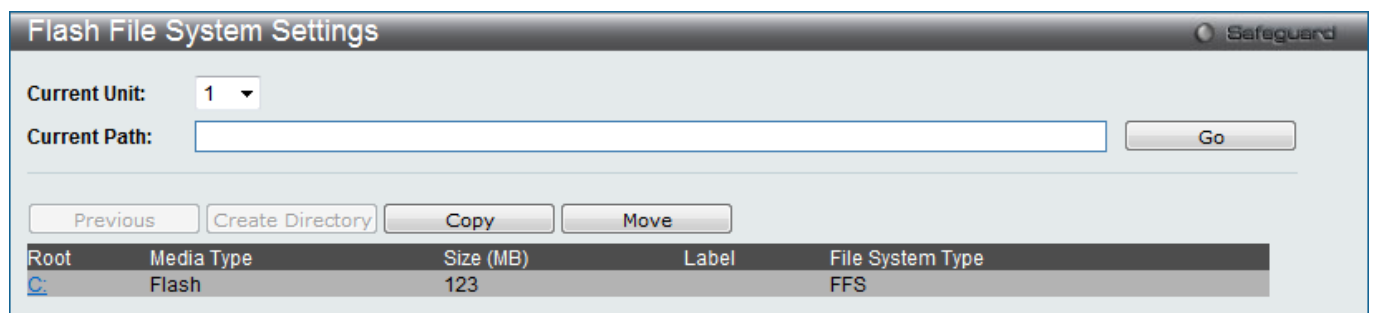 Flash File System Settings
Safeguard
Current Unit: 1
Current Path: Go
Previous Create Directory Copy Move
Root Media Type Size (MB) Label File System Type
C: Flash 123 FFS